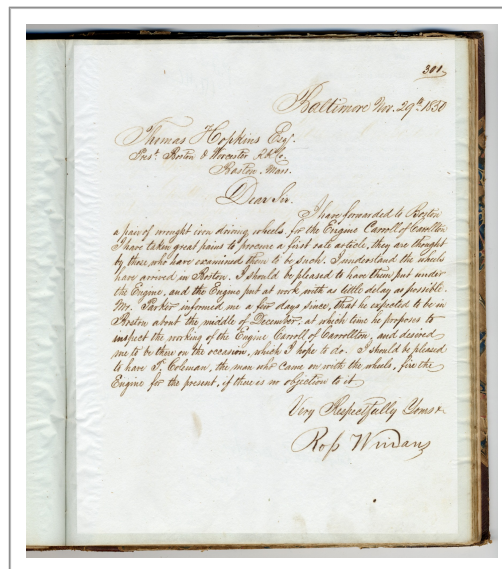 301
Baltimore Nov. 29th 1850
Thomas Hopkins Esq.
Prest. Boston & Worcester R.R.Co.
Boston, Mass.
Dear Sir.
I have forwarded to Boston
a pair of wrought iron driving wheels, for the Engine Carroll of Carrollton
I have taken great pains to procure a first rate article, they are thought
by those who have examined them to be such. I understand the wheels
have arrived in Boston. I should be pleased to have them put under
the Engine, and the Engine put at work with as little delay as possible.
Mr. Parker informed me a few days since, that he expected to be in
Boston about the middle of December, at which time he proposes to
inspect the working of the Engine Carroll of Carrollton, and desired
me to be there on the occasion, which I hope to do. I should be pleased
to have J. Coleman, the man who came on with the wheels, fire the
Engine for the present, if there is no objection to it
Very Respectfully Yours &
Ross Winans